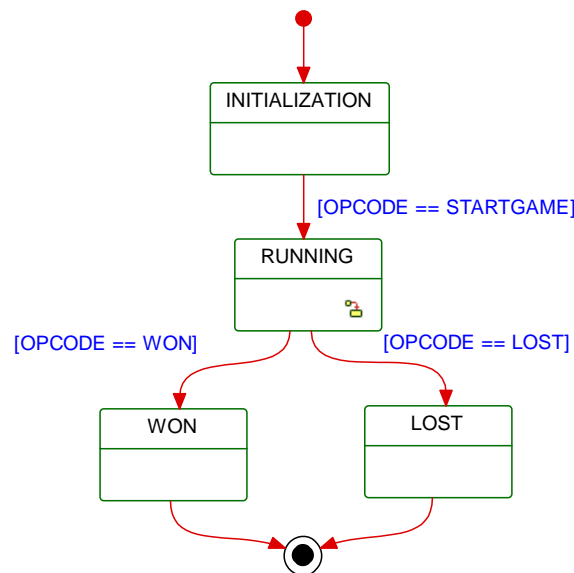 INITIALIZATION
[OPCODE == STARTGAME]
RUNNING
[OPCODE == WON]
[OPCODE == LOST]
WON
LOST